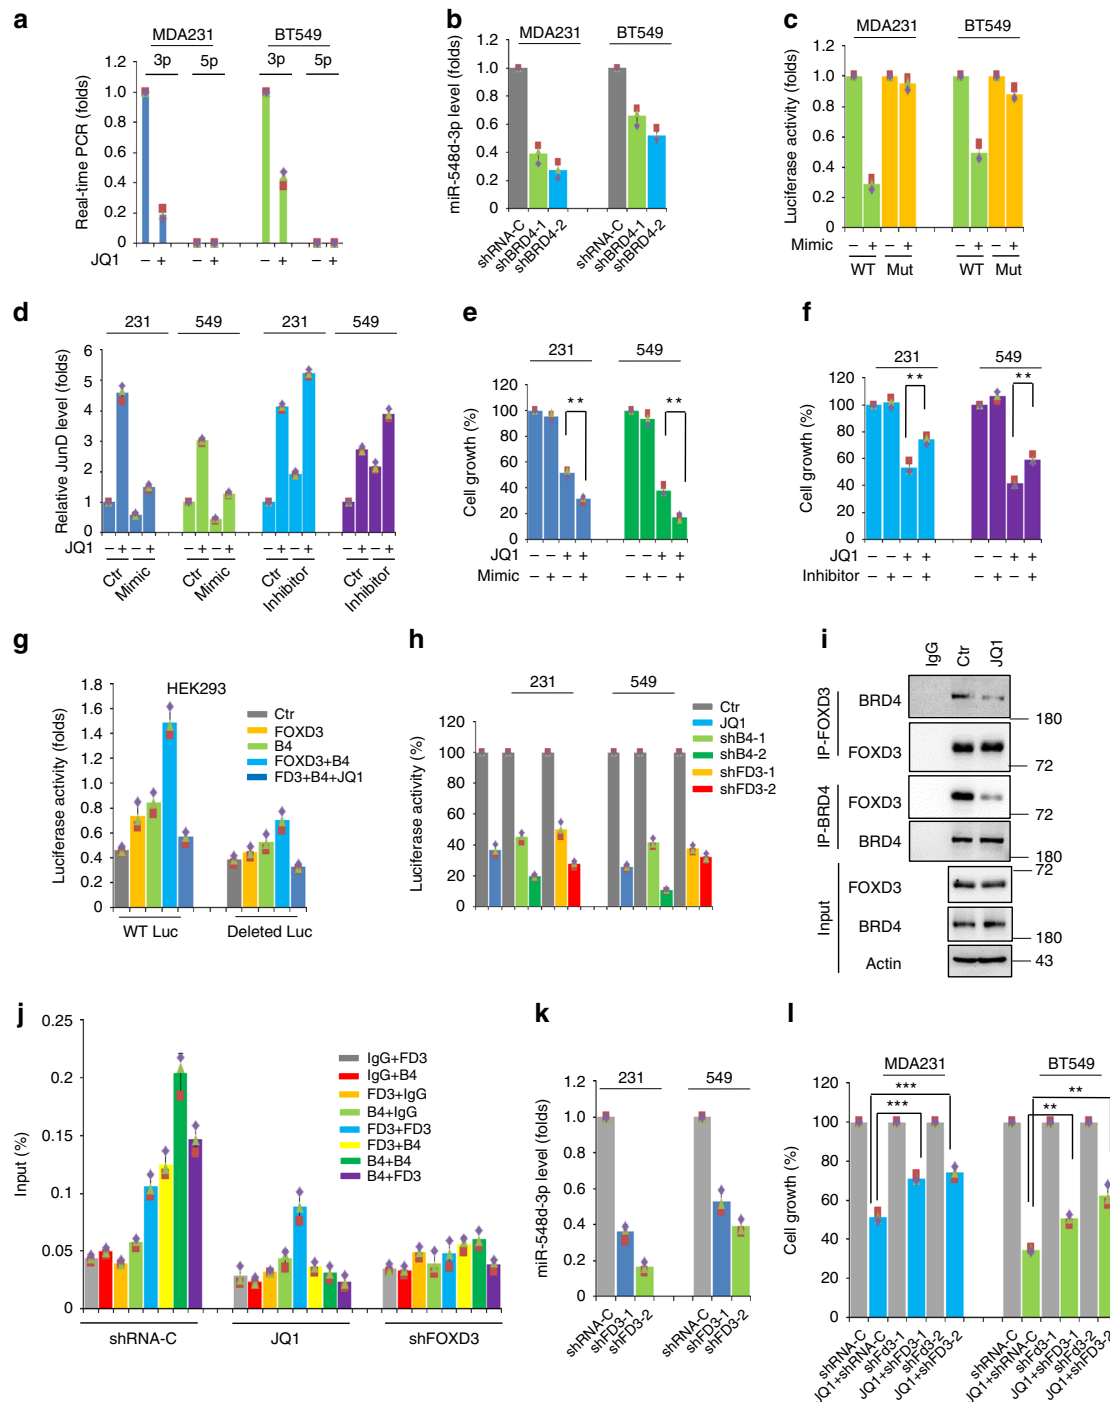 a
MDA231
BT549
3p
5p
3p
5p
Real-time PCR (folds)
1.2
1.0
0.8
0.6
0.4
0.2
0
JQ1
– + – + – + – +
b
MDA231
BT549
miR-548d-3p level (folds)
1.2
1.0
0.8
0.6
0.4
0.2
0
shRNA-C
shBRD4-1
shBRD4-2
shRNA-C
shBRD4-1
shBRD4-2
c
MDA231
BT549
Luciferase activity (folds)
1.2
1.0
0.8
0.6
0.4
0.2
0
Mimic
– + – + – + – +
WT Mut WT Mut
d
231
549
231
549
Relative JunD level (folds)
6
5
4
3
2
1
0
JQ1
– + – + – + – + – + – + – + – +
Ctr
Mimic
Ctr
Mimic
Ctr
Inhibitor
Ctr
Inhibitor
e
231
549
Cell growth (%)
120
100
80
60
40
20
0
**
**
JQ1 – – + + – – + +
Mimic – + – + – + – +
f
231
549
Cell growth (%)
120
100
80
60
40
20
0
**
**
JQ1 – – + + – – + +
Inhibitor – + – + – + – +
g
HEK293
Luciferase activity (folds)
1.8
1.6
1.4
1.2
1.0
0.8
0.6
0.4
0.2
0
Ctr
FOXD3
B4
FOXD3+B4
FD3+B4+JQ1
WT Luc
Deleted Luc
h
231
549
Luciferase activity (%)
120
100
80
60
40
20
0
Ctr
JQ1
shB4-1
shB4-2
shFD3-1
shFD3-2
i
IgG
Ctr
JQ1
IP-FOXD3
BRD4
180
FOXD3
72
IP-BRD4
FOXD3
72
BRD4
180
Input
72
FOXD3
BRD4
180
Actin
43
j
Input (%)
0.25
0.2
0.15
0.1
0.05
0
IgG+FD3
IgG+B4
FD3+IgG
B4+IgG
FD3+FD3
FD3+B4
B4+B4
B4+FD3
shRNA-C
JQ1
shFOXD3
k
231
549
miR-548d-3p level (folds)
1.2
1.0
0.8
0.6
0.4
0.2
0
shRNA-C
shFD3-1
shFD3-2
shRNA-C
shFD3-1
shFD3-2
l
MDA231
BT549
Cell growth (%)
120
100
80
60
40
20
0
***
***
**
**
shRNA-C
JQ1+shRNA-C
shFd3-1
JQ1+shFD3-1
shFd3-2
JQ1+shFD3-2
shRNA-C
JQ1+shRNA-C
shFd3-1
JQ1+shFD3-1
shFd3-2
JQ1+shFD3-2